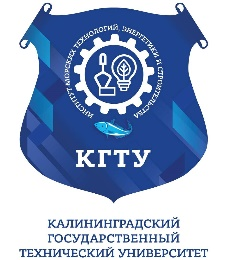 ИНСТИТУТ МОРСКИХ ТЕХНОЛОГИЙ, ЭНЕРГЕТИКИ И СТРОИТЕЛЬСТВА
КГТУ
КАЛИНИНГРАДСКИЙ
ГОСУДАРСТВЕННЫЙ
ТЕХНИЧЕСКИЙ УНИВЕРСИТЕТ